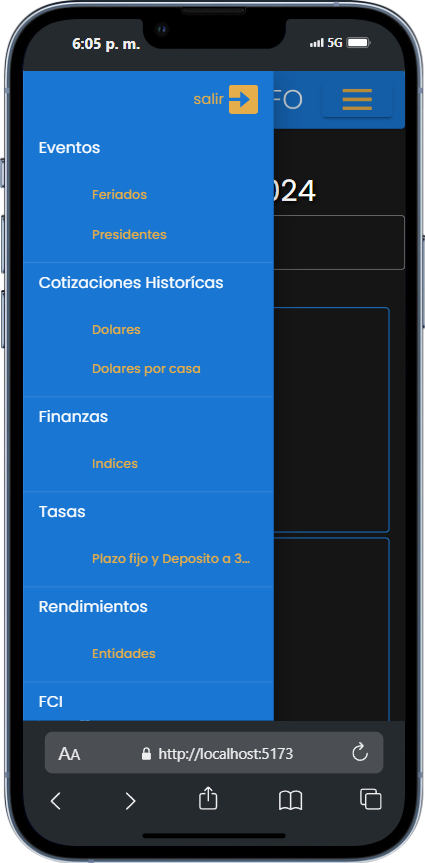 6:05 p. m.
5G
salir
FO
Eventos
024
Feriados
Presidentes
Cotizaciones Historícas
Dolares
Dolares por casa
Finanzas
Indices
Tasas
Plazo fijo y Deposito a 3...
Rendimientos
Entidades
FCI
AA
http://localhost:5173